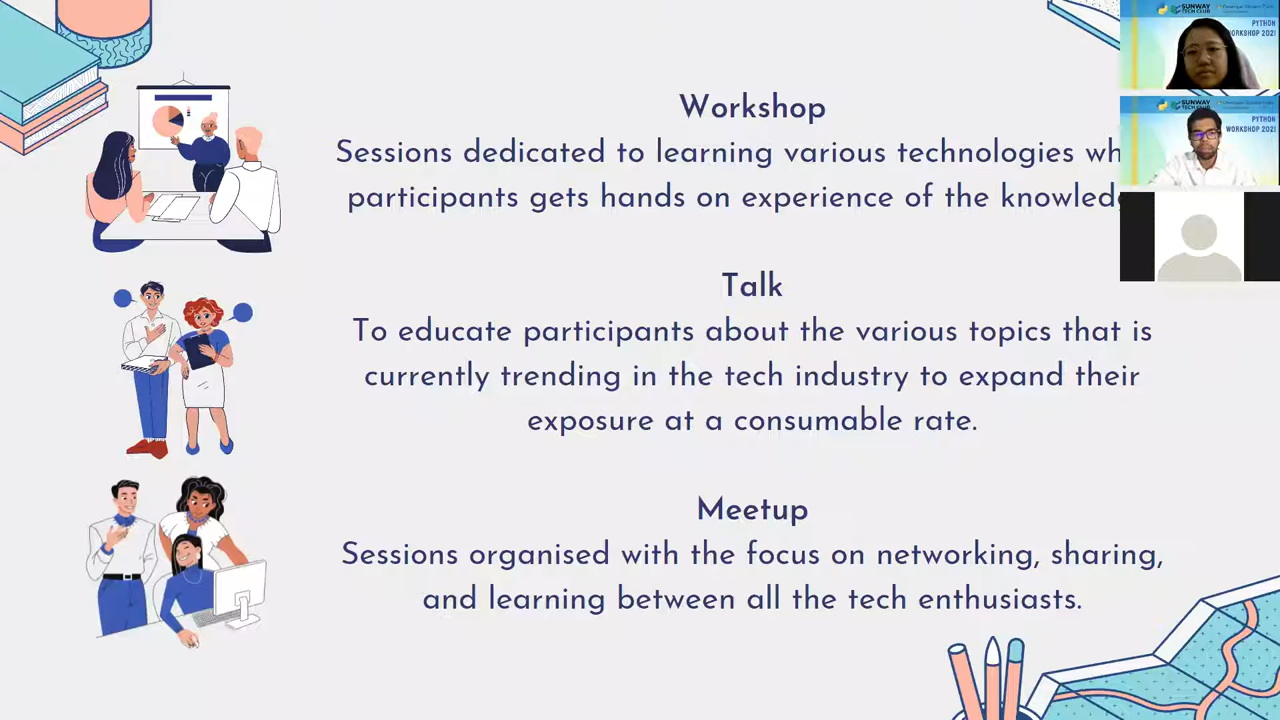 Workshop
Sessions dedicated to learning various technologies
participants gets hands on experience of the
Talk
To educate participants about the various topics that is
currently trending in the tech industry to expand their
exposure at a consumable rate.
Meetup
Sessions organised with the focus on networking, sharing,
and learning between all the tech enthusiasts.
SUNWAY
TECH CLUB
PYTHON
WORKSHOP 2021
SUNWAY
TECH CLUB
PYTHON
WORKSHOP 2021